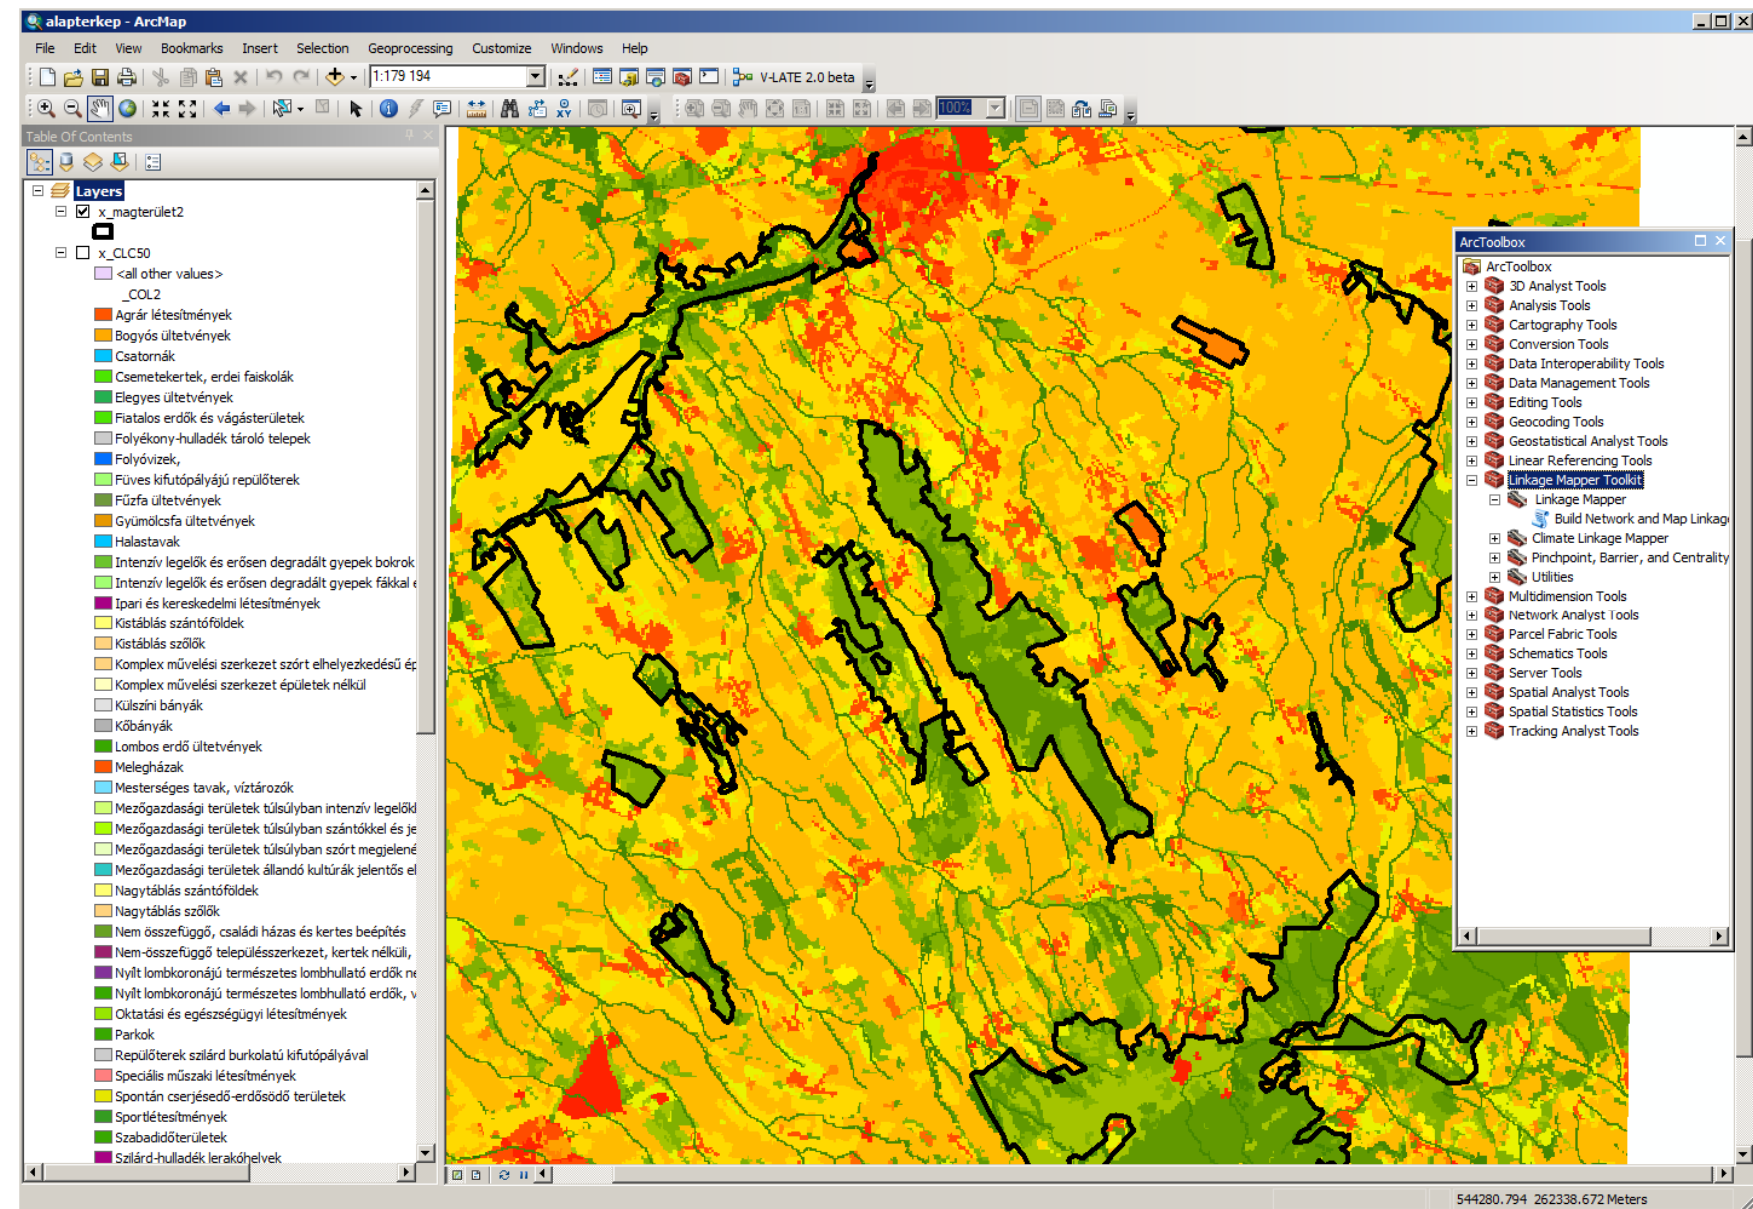 alapterkep - ArcMap
File Edit View Bookmarks Insert Selection Geoprocessing Customize Windows Help
1:179 194
V-LATE 2.0 beta
XY
100%
Table Of Contents
Layers
x_magterület2
x_CLC50
<all other values>
_COL2
Agrár létesítmények
Bogyós ültetvények
Csatornák
Csemetekertek, erdei faiskolák
Elegyes ültetvények
Fiatalos erdők és vágásterületek
Folyékony-hulladék tároló telepek
Folyóvizek,
Füves kifutópályájú repülőterek
Fűzfa ültetvények
Gyümölcsfa ültetvények
Halastavak
Intenzív legelők és erősen degradált gyepek bokrok
Intenzív legelők és erősen degradált gyepek fákkal é
Ipari és kereskedelmi létesítmények
Kistáblás szántóföldek
Kistáblás szőlők
Komplex művelési szerkezet szórt elhelyezkedésű ép
Komplex művelési szerkezet épületek nélkül
Külszíni bányák
Kőbányák
Lombos erdő ültetvények
Melegházak
Mesterséges tavak, víztározók
Mezőgazdasági területek túlsúlyban intenzív legelőkl
Mezőgazdasági területek túlsúlyban szántókkel és je
Mezőgazdasági területek túlsúlyban szórt megjelené
Mezőgazdasági területek állandó kultúrák jelentős el
Nagytáblás szántóföldek
Nagytáblás szőlők
Nem összefüggő, családi házas és kertes beépítés
Nem-összefüggő településszerkezet, kertek nélküli,
Nyílt lombkoronájú természetes lombhullató erdők ne
Nyílt lombkoronájú természetes lombhullató erdők, v
Oktatási és egészségügyi létesítmények
Parkok
Repülőterek szilárd burkolatú kifutópályával
Speciális műszaki létesítmények
Spontán cserjésedő-erdősödő területek
Sportlétesítmények
Szabadidőterületek
Szilárd-hulladék lerakóhelyek
ArcToolbox
ArcToolbox
3D Analyst Tools
Analysis Tools
Cartography Tools
Conversion Tools
Data Interoperability Tools
Data Management Tools
Editing Tools
Geocoding Tools
Geostatistical Analyst Tools
Linear Referencing Tools
Linkage Mapper Toolkit
Linkage Mapper
Build Network and Map Linkag
Climate Linkage Mapper
Pinchpoint, Barrier, and Centrality
Utilities
Multidimension Tools
Network Analyst Tools
Parcel Fabric Tools
Schematics Tools
Server Tools
Spatial Analyst Tools
Spatial Statistics Tools
Tracking Analyst Tools
544280.794 262338.672 Meters